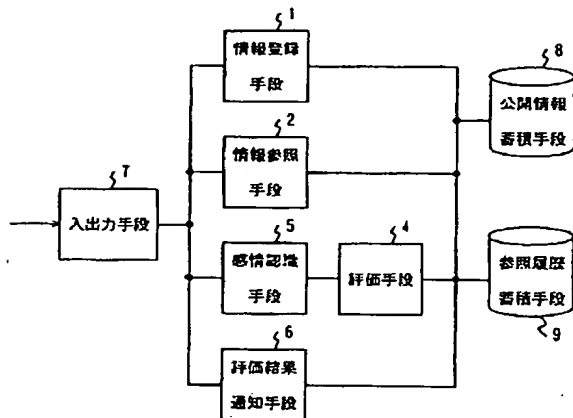 1
情報登録
手段
2
情報参照
手段
7
入出力手段
5
感情認識
手段
4
評価手段
6
評価結果
通知手段
8
公開情報
蓄積手段
参照履歴
蓄積手段
9